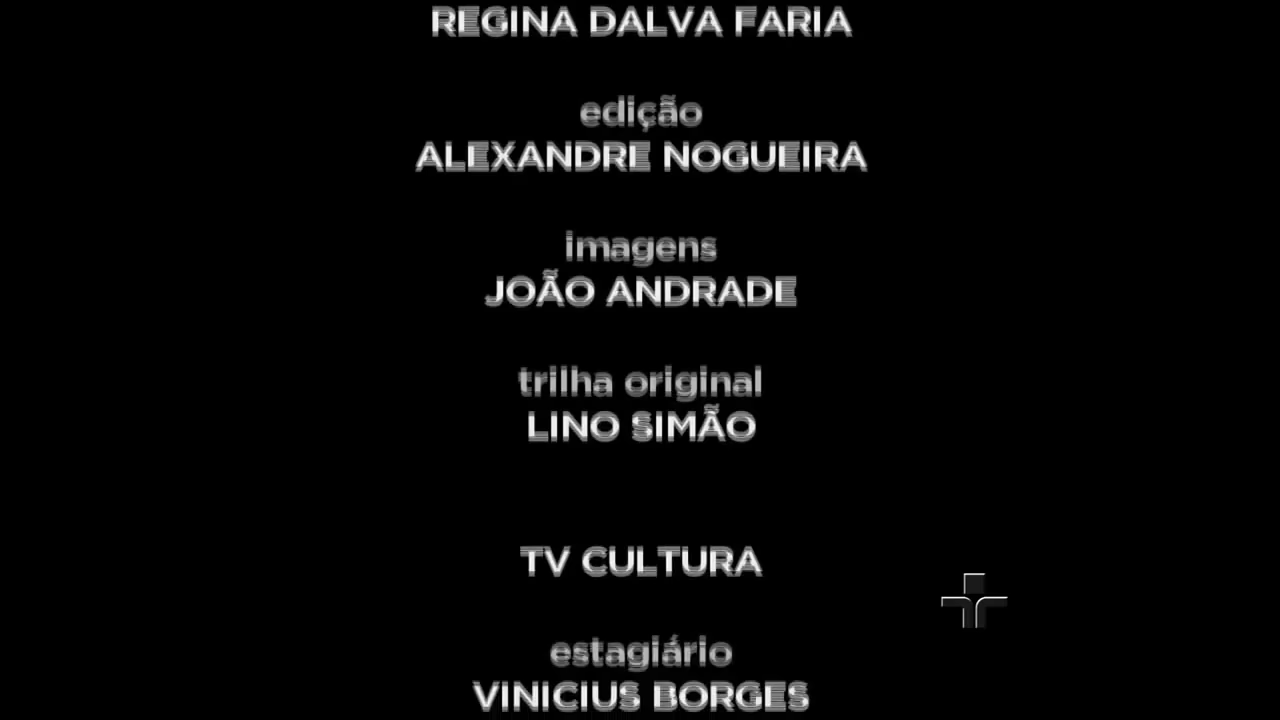 REGINA DALVA FARIA
edição
ALEXANDRE NOGUEIRA
imagens
JOÃO ANDRADE
trilha original
LINO SIMÃO
TV CULTURA
estagiário
VINICIUS BORGES